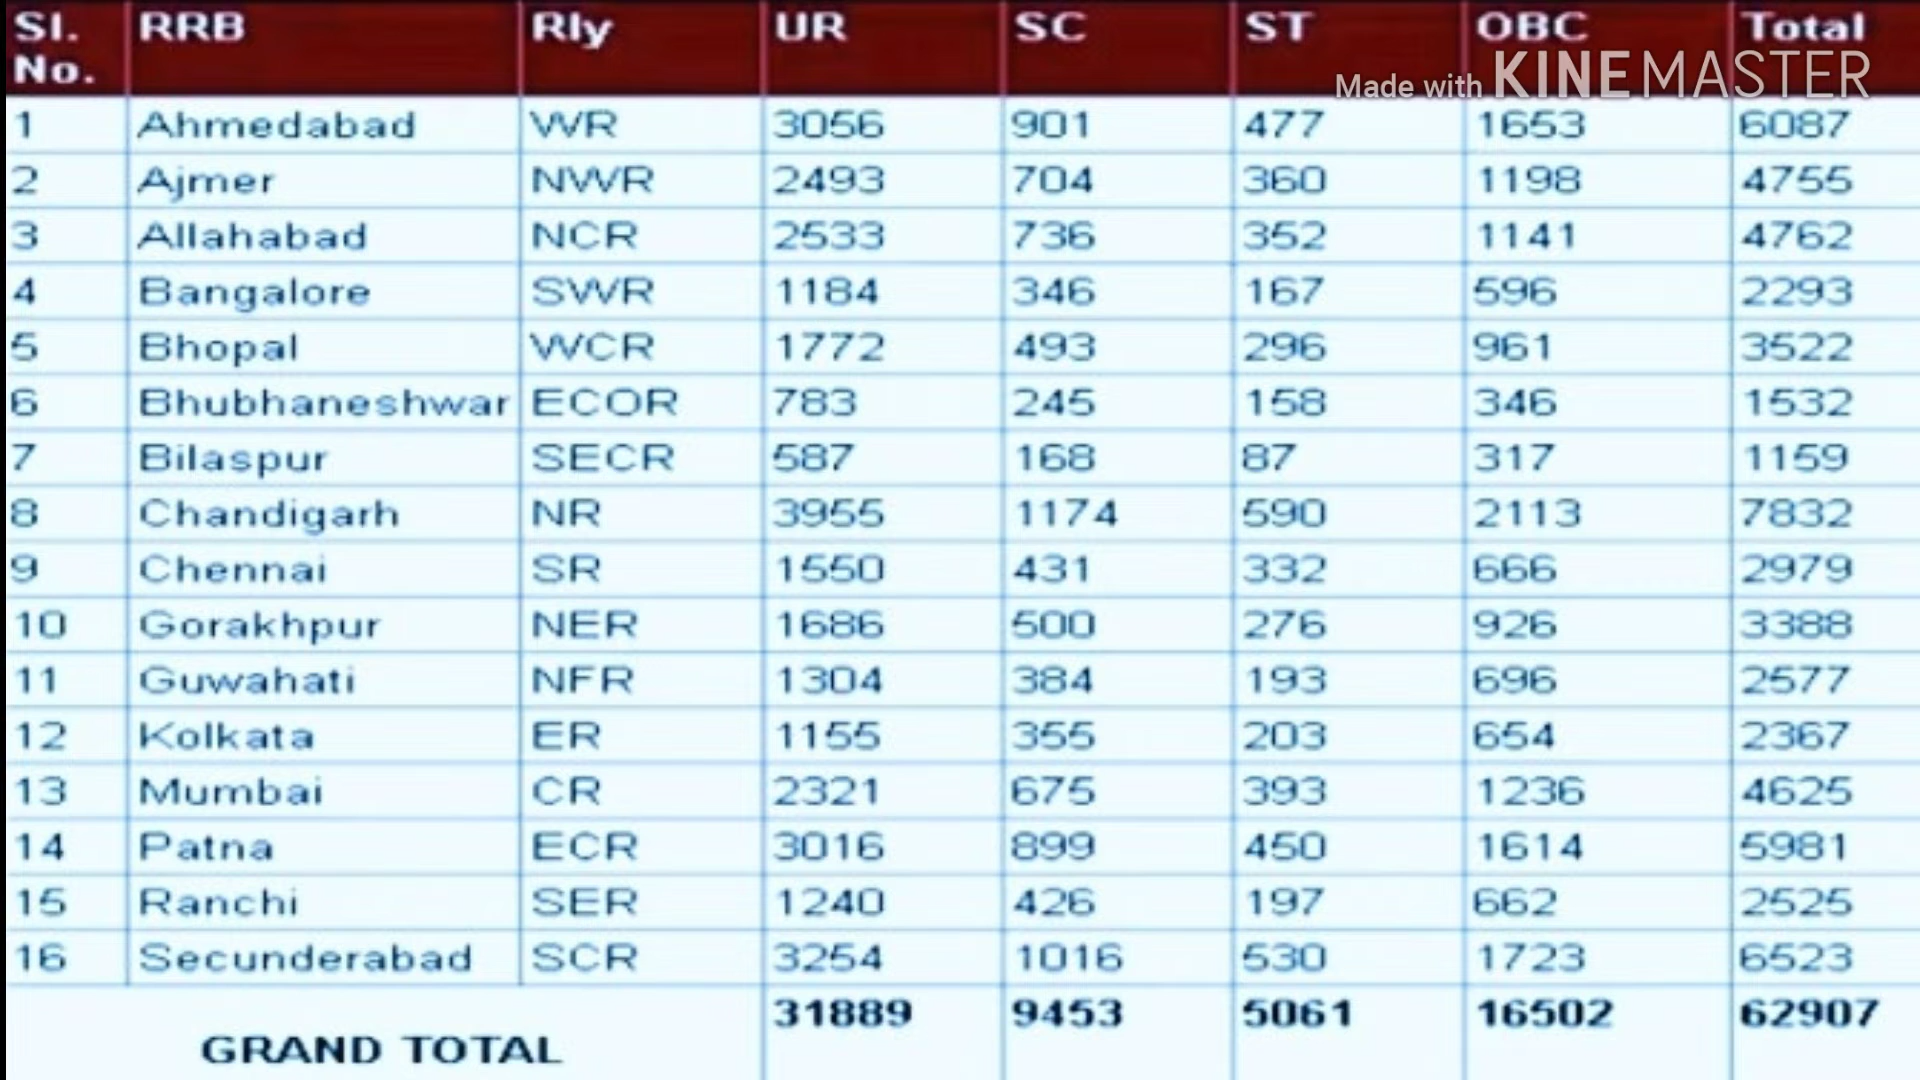 Sl. No. RRB Rly UR SC ST OBC Total
Made with KINEMASTER
1 Ahmedabad WR 3056 901 477 1653 6087
2 Ajmer NWR 2493 704 360 1198 4755
3 Allahabad NCR 2533 736 352 1141 4762
4 Bangalore SWR 1184 346 167 596 2293
5 Bhopal WCR 1772 493 296 961 3522
6 Bhubhaneshwar ECOR 783 245 158 346 1532
7 Bilaspur SECR 587 168 87 317 1159
8 Chandigarh NR 3955 1174 590 2113 7832
9 Chennai SR 1550 431 332 666 2979
10 Gorakhpur NER 1686 500 276 926 3388
11 Guwahati NFR 1304 384 193 696 2577
12 Kolkata ER 1155 355 203 654 2367
13 Mumbai CR 2321 675 393 1236 4625
14 Patna ECR 3016 899 450 1614 5981
15 Ranchi SER 1240 426 197 662 2525
16 Secunderabad SCR 3254 1016 530 1723 6523
GRAND TOTAL 31889 9453 5061 16502 62907